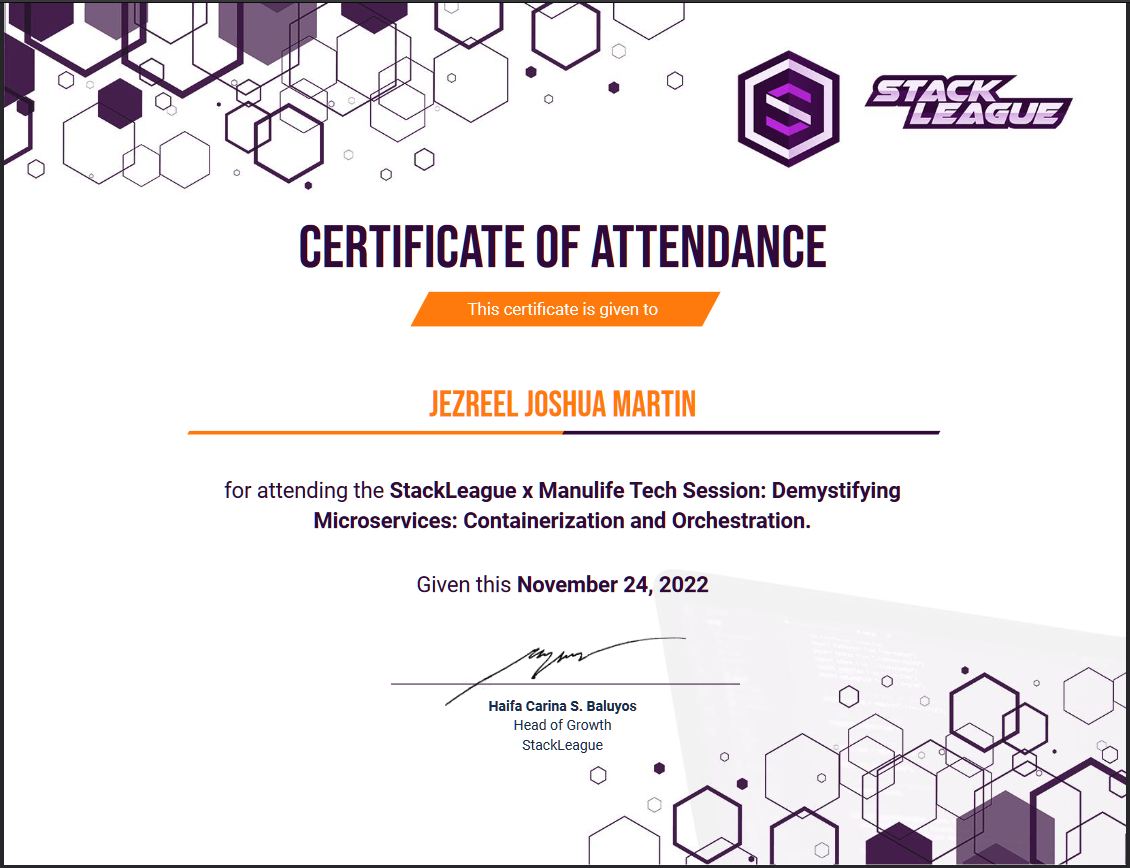 STACK
LEAGUE
CERTIFICATE OF ATTENDANCE
This certificate is given to
JEZREEL JOSHUA MARTIN
for attending the StackLeague x Manulife Tech Session: Demystifying
Microservices: Containerization and Orchestration.
Given this November 24, 2022
Haifa Carina S. Baluyos
Head of Growth
StackLeague